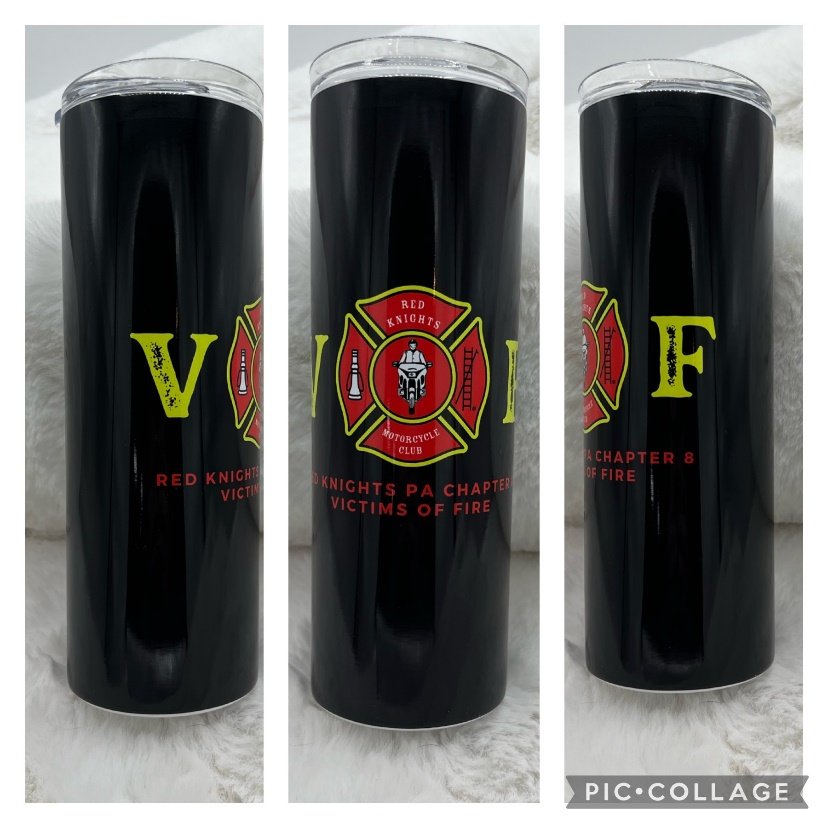 V
RED KNIGHTS
VICTIM
V
RED
KNIGHTS
MOTORCYCLE
CLUB
KNIGHTS PA CHAPTER
VICTIMS OF FIRE
F
PA CHAPTER 8
OF FIRE
PIC•COLLAGE